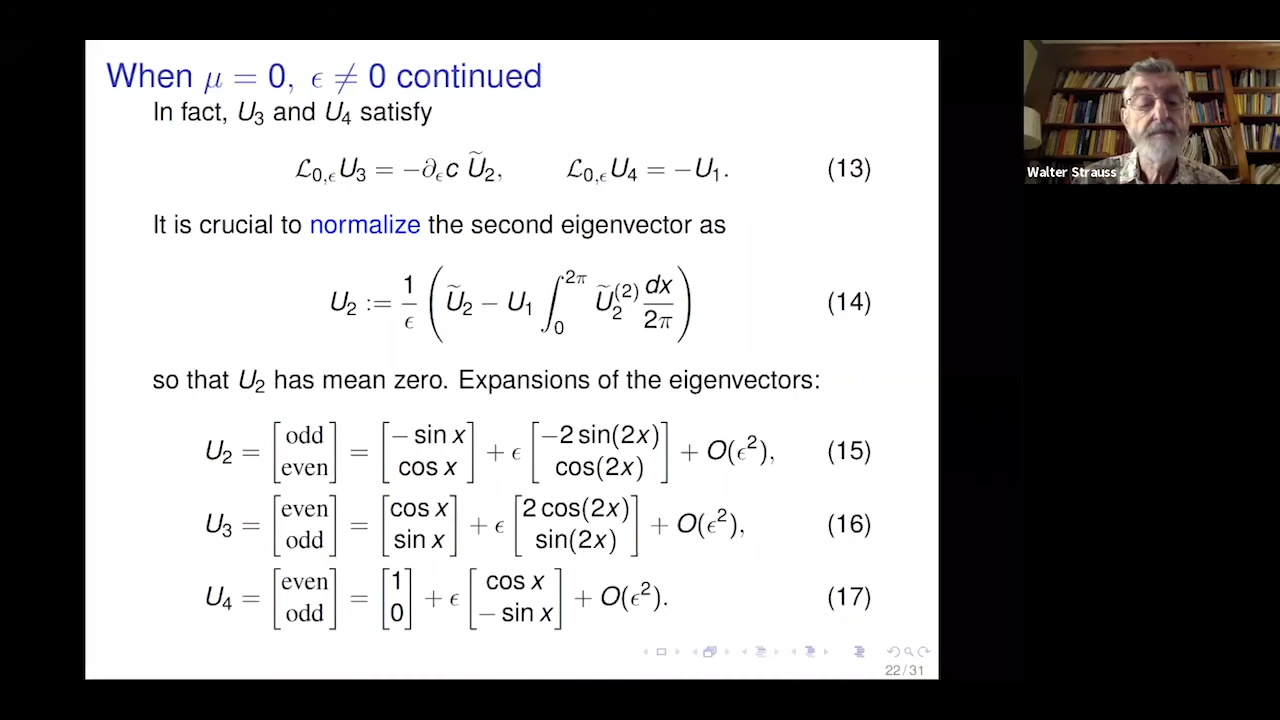 When μ = 0, ϵ ≠ 0 continued
In fact, U₃ and U₄ satisfy
ℒ₀,ϵU₃ = −∂ϵc Ũ₂,   ℒ₀,ϵU₄ = −U₁.   (13)
It is crucial to normalize the second eigenvector as
U₂ := 1/ϵ ( Ũ₂ − U₁ ∫₀^{2π} Ũ₂⁽²⁾ dx/2π )   (14)
so that U₂ has mean zero. Expansions of the eigenvectors:
U₂ = [odd; even] = [− sin x; cos x] + ϵ [−2 sin(2x); cos(2x)] + O(ϵ²),   (15)
U₃ = [even; odd] = [cos x; sin x] + ϵ [2 cos(2x); sin(2x)] + O(ϵ²),   (16)
U₄ = [even; odd] = [1; 0] + ϵ [cos x; − sin x] + O(ϵ²).   (17)
22/31
Walter Strauss